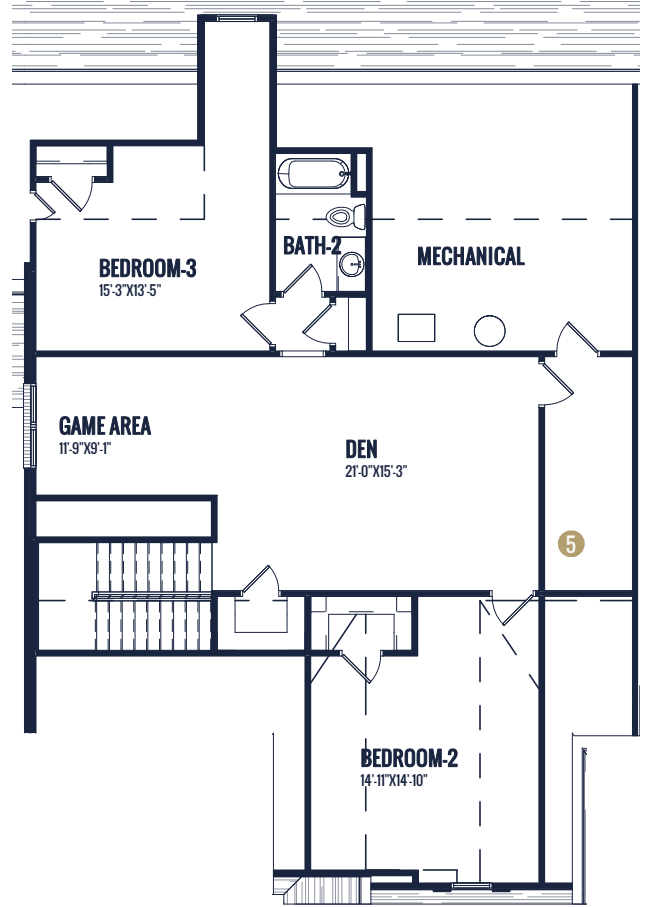 BATH-2
MECHANICAL
BEDROOM-3
15'-3"X13'-5"
GAME AREA
11'-9"X9'-1"
DEN
21'-0"X15'-3"
5
BEDROOM-2
14'-11"X14'-10"